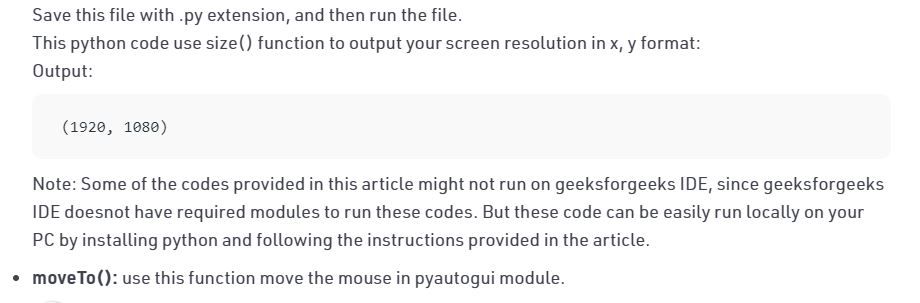 Save this file with .py extension, and then run the file.
This python code use size() function to output your screen resolution in x, y format:
Output:
(1920, 1080)
Note: Some of the codes provided in this article might not run on geeksforgeeks IDE, since geeksforgeeks
IDE doesnot have required modules to run these codes. But these code can be easily run locally on your
PC by installing python and following the instructions provided in the article.
• moveTo(): use this function move the mouse in pyautogui module.